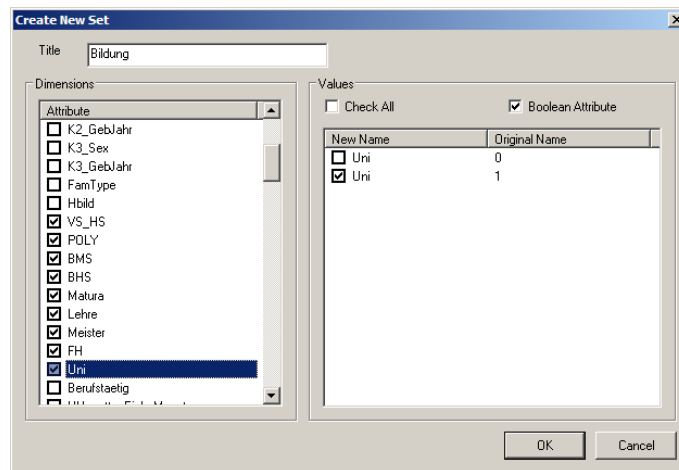 Create New Set
Title
Bildung
Dimensions
Attribute
K2_GebJahr
K3_Sex
K3_GebJahr
FamType
Hbild
VS_HS
POLY
BMS
BHS
Matura
Lehre
Meister
FH
Uni
Berufstaetig
Values
Check All
Boolean Attribute
New Name Original Name
Uni 0
Uni 1
OK Cancel